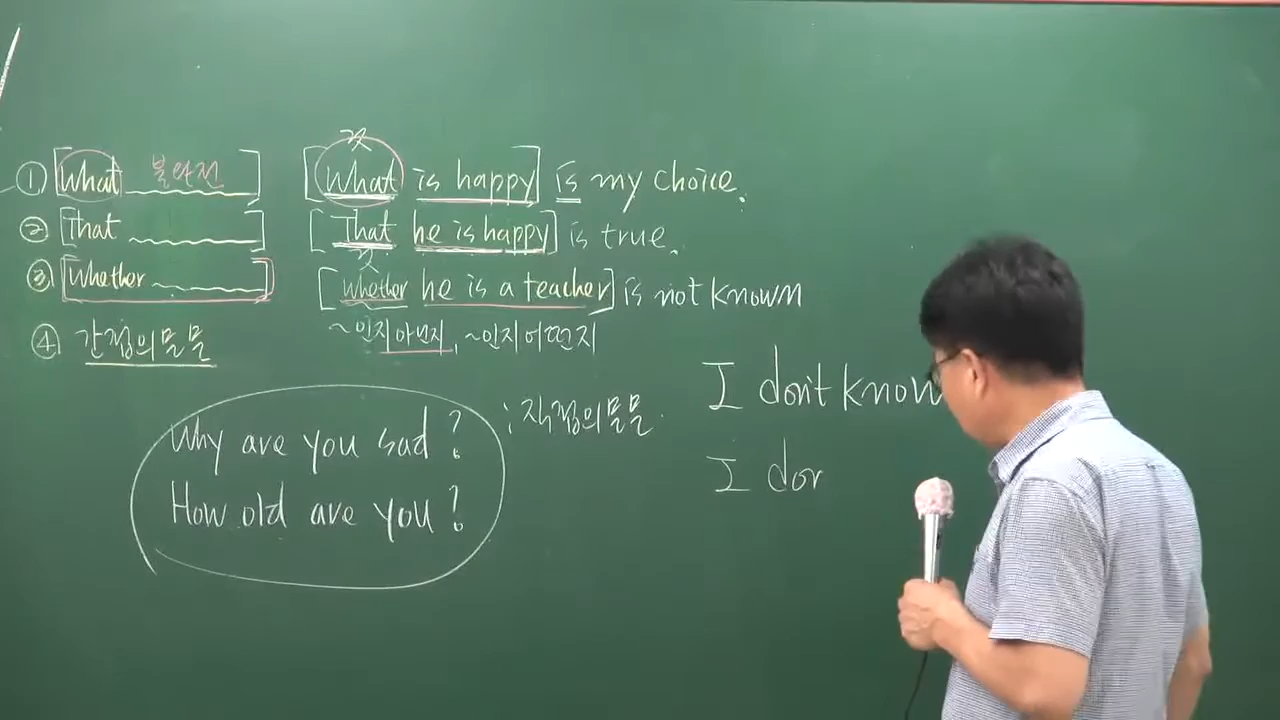 ① [What 불완전] [What is happy] is my choice.
② [That ] [That he is happy] is true.
③ [Whether ] [whether he is a teacher] is not known
~인지 아닌지, ~인지 어떤지
④ 간접의문문
Why are you sad? : 직접의문문
How old are you?
I don't know
I dor